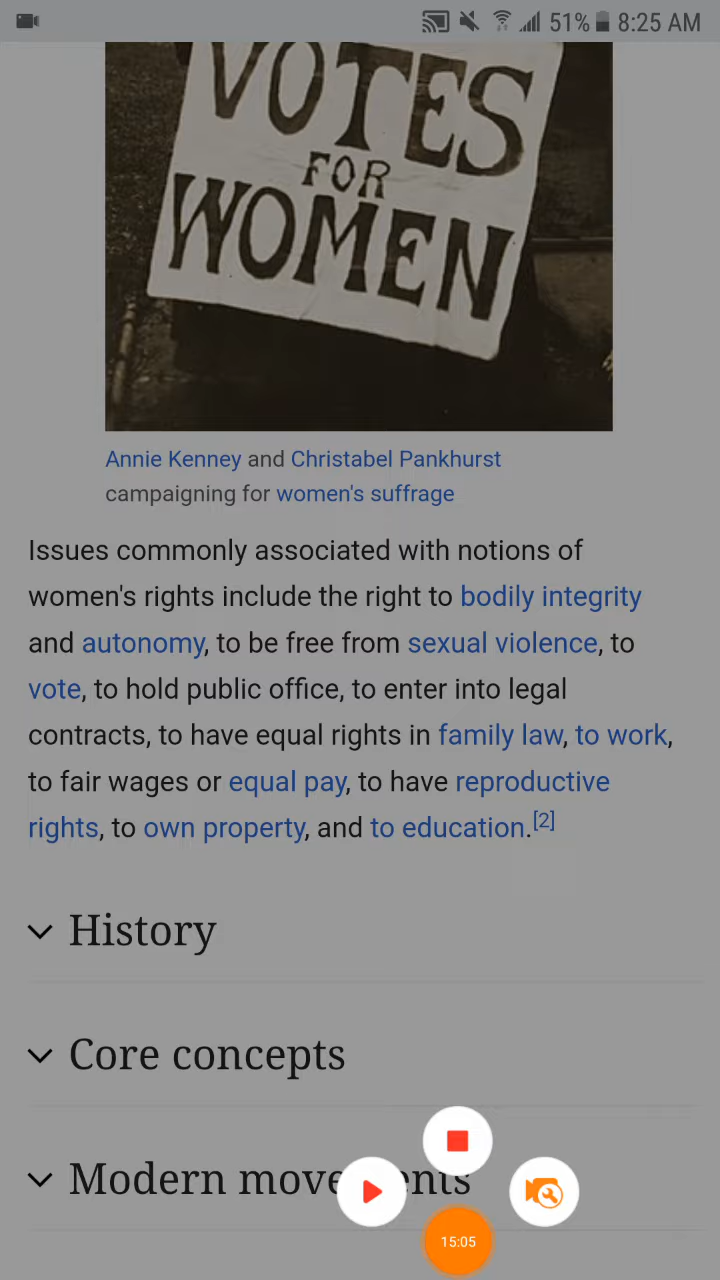 51% 8:25 AM
VOTES
FOR
WOMEN
Annie Kenney and Christabel Pankhurst
campaigning for women's suffrage
Issues commonly associated with notions of
women's rights include the right to bodily integrity
and autonomy, to be free from sexual violence, to
vote, to hold public office, to enter into legal
contracts, to have equal rights in family law, to work,
to fair wages or equal pay, to have reproductive
rights, to own property, and to education.[2]
History
Core concepts
Modern movements
15:05